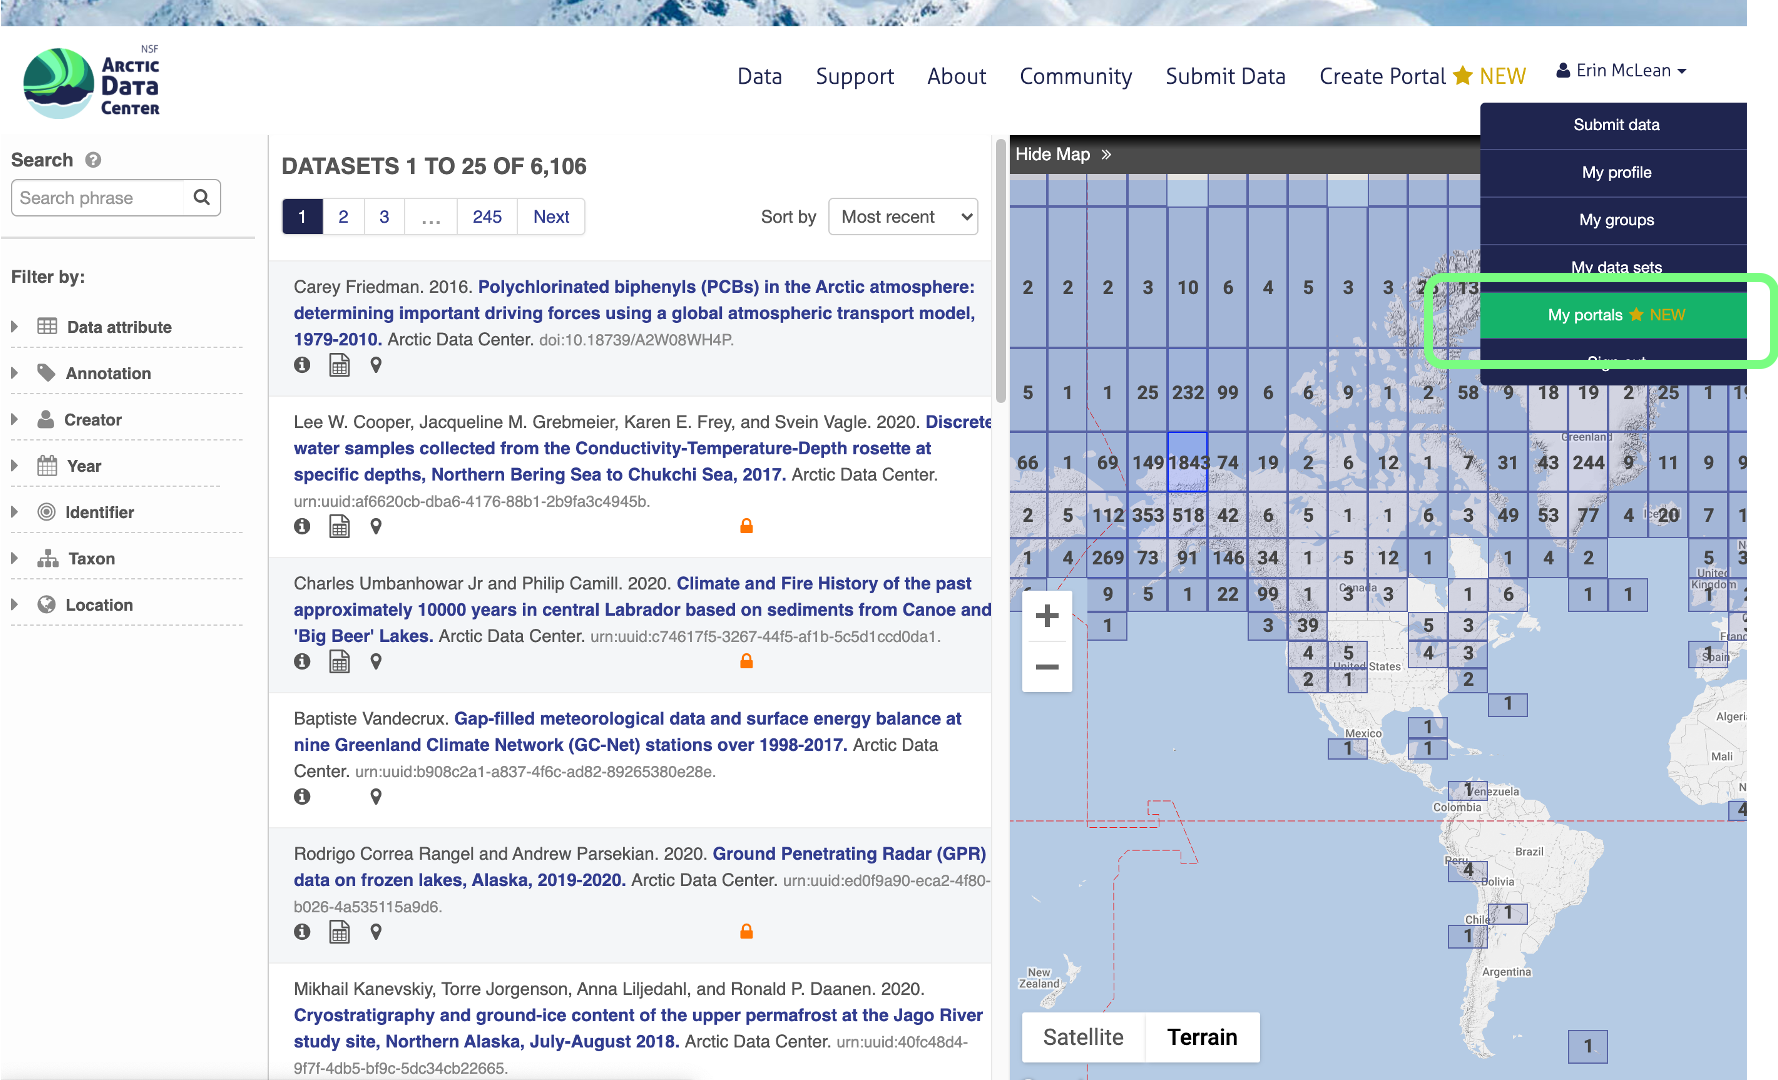 NSF
ARCTIC
DATA
CENTER
Data
Support
About
Community
Submit Data
Create Portal ★ NEW
Erin McLean
Submit data
My profile
My groups
My data sets
My portals ★ NEW
Sign out
Search
Search phrase
Filter by:
Data attribute
Annotation
Creator
Year
Identifier
Taxon
Location
DATASETS 1 TO 25 OF 6,106
1 2 3 ... 245 Next
Sort by Most recent
Carey Friedman. 2016. Polychlorinated biphenyls (PCBs) in the Arctic atmosphere:
determining important driving forces using a global atmospheric transport model,
1979-2010. Arctic Data Center. doi:10.18739/A2W08WH4P.
Lee W. Cooper, Jacqueline M. Grebmeier, Karen E. Frey, and Svein Vagle. 2020. Discrete
water samples collected from the Conductivity-Temperature-Depth rosette at
specific depths, Northern Bering Sea to Chukchi Sea, 2017. Arctic Data Center.
urn:uuid:af6620cb-dba6-4176-88b1-2b9fa3c4945b.
Charles Umbanhowar Jr and Philip Camill. 2020. Climate and Fire History of the past
approximately 10000 years in central Labrador based on sediments from Canoe and
'Big Beer' Lakes. Arctic Data Center. urn:uuid:c74617f5-3267-44f5-af1b-5c5d1ccd0da1.
Baptiste Vandecrux. Gap-filled meteorological data and surface energy balance at
nine Greenland Climate Network (GC-Net) stations over 1998-2017. Arctic Data
Center. urn:uuid:b908c2a1-a837-4f6c-ad82-89265380e28e.
Rodrigo Correa Rangel and Andrew Parsekian. 2020. Ground Penetrating Radar (GPR)
data on frozen lakes, Alaska, 2019-2020. Arctic Data Center. urn:uuid:ed0f9a90-eca2-4f80-
b026-4a535115a9d6.
Mikhail Kanevskiy, Torre Jorgenson, Anna Liljedahl, and Ronald P. Daanen. 2020.
Cryostratigraphy and ground-ice content of the upper permafrost at the Jago River
study site, Northern Alaska, July-August 2018. Arctic Data Center. urn:uuid:40fc48d4-
9f7f-4db5-bf9c-5dc34cb22665.
Hide Map »
2 2 2 3 10 6 4 5 3 3 13
5 1 1 25 232 99 6 6 9 1 2 58 9 18 19 2 25 1
Greenland
66 1 69 149 1843 74 19 2 6 12 1 7 31 43 244 9 11 9 9
2 5 112 353 518 42 6 5 1 1 6 3 49 53 77 4 20 7 1
1 4 269 73 91 146 34 1 5 12 1 1 4 2 5 3
United
Kingdom
9 5 1 22 99 1 3 3 1 6 1 1 1
Canada
1 3 39 5 3
4 5 4 3 1
United States
Spain
2 1 2
1
1
Mexico
1 1
Mali
1
Venezuela
Colombia
4
Brazil
Peru
4
Bolivia
1
Chile
1
New
Zealand
Argentina
1
+
−
Satellite
Terrain